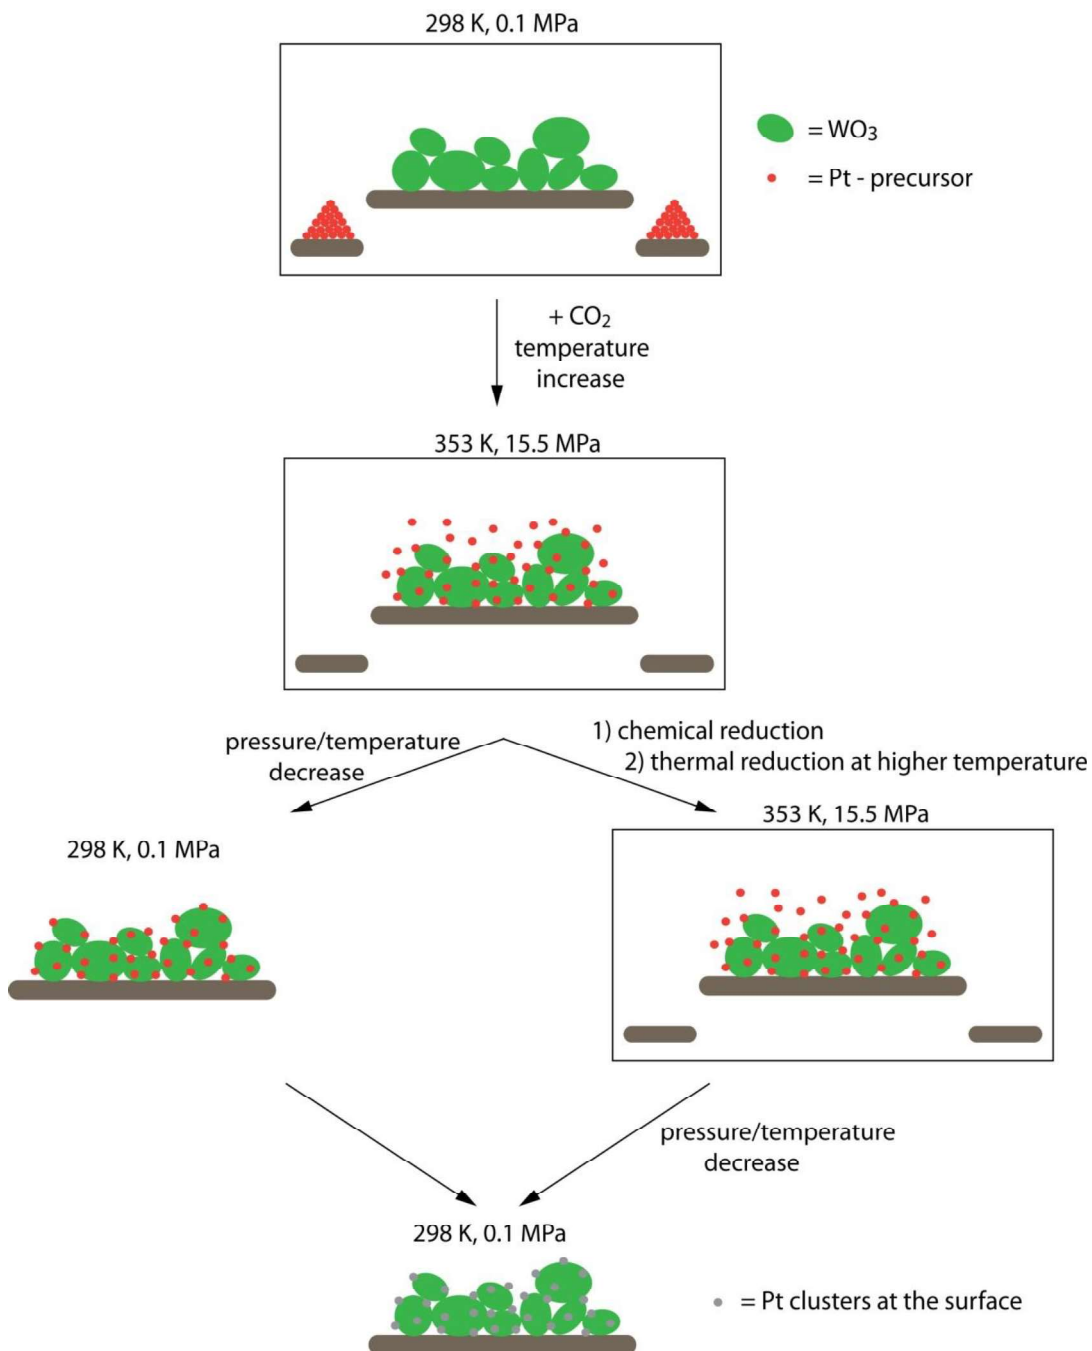 298 K, 0.1 MPa
= WO₃
= Pt - precursor
+ CO₂
temperature
increase
353 K, 15.5 MPa
pressure/temperature
decrease
1) chemical reduction
2) thermal reduction at higher temperature
298 K, 0.1 MPa
353 K, 15.5 MPa
pressure/temperature
decrease
298 K, 0.1 MPa
= Pt clusters at the surface